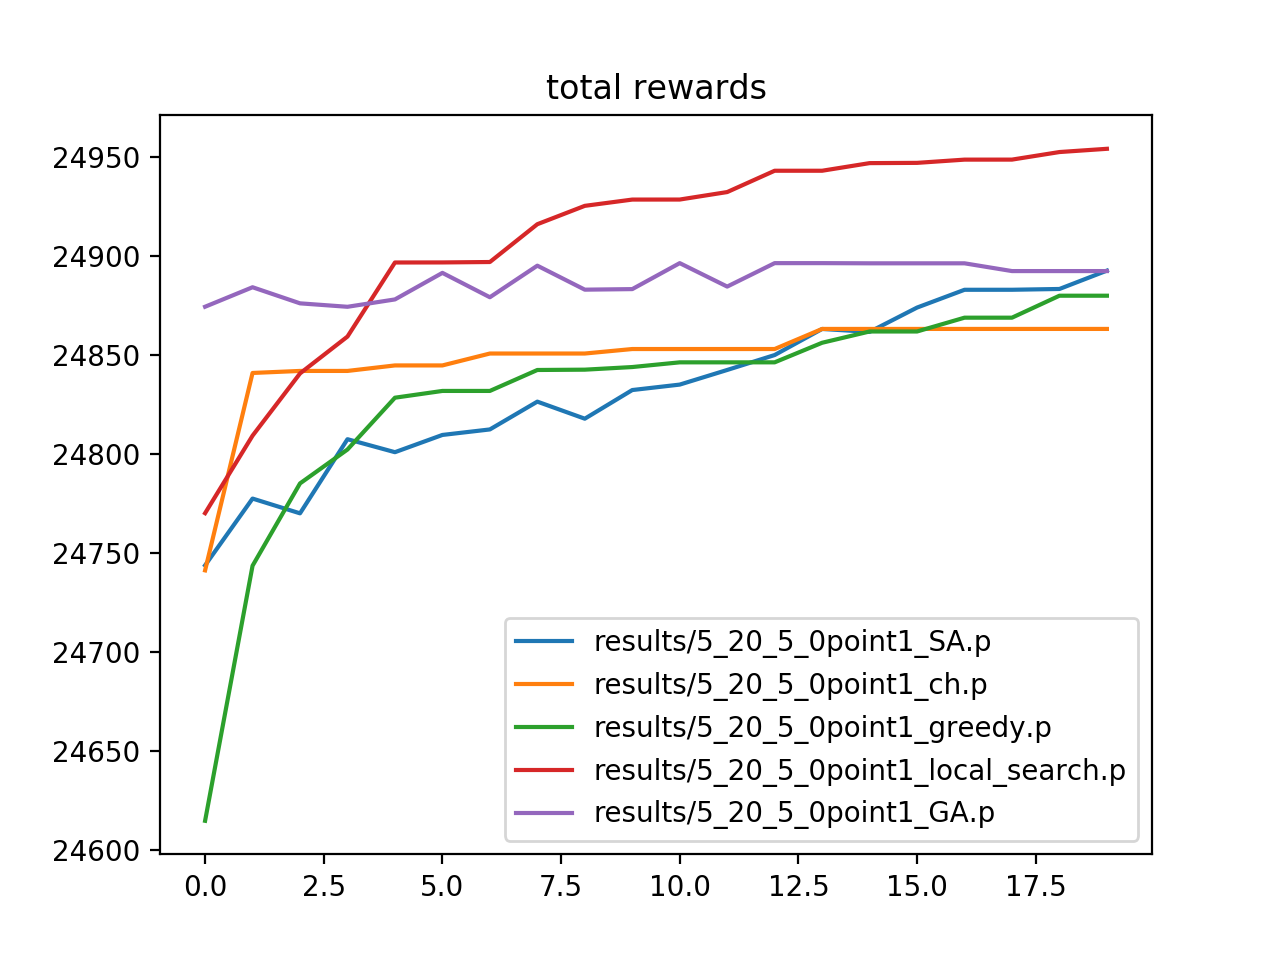 total rewards
24950
24900
24850
24800
24750
24700
24650
24600
0.0 2.5 5.0 7.5 10.0 12.5 15.0 17.5
results/5_20_5_0point1_SA.p
results/5_20_5_0point1_ch.p
results/5_20_5_0point1_greedy.p
results/5_20_5_0point1_local_search.p
results/5_20_5_0point1_GA.p